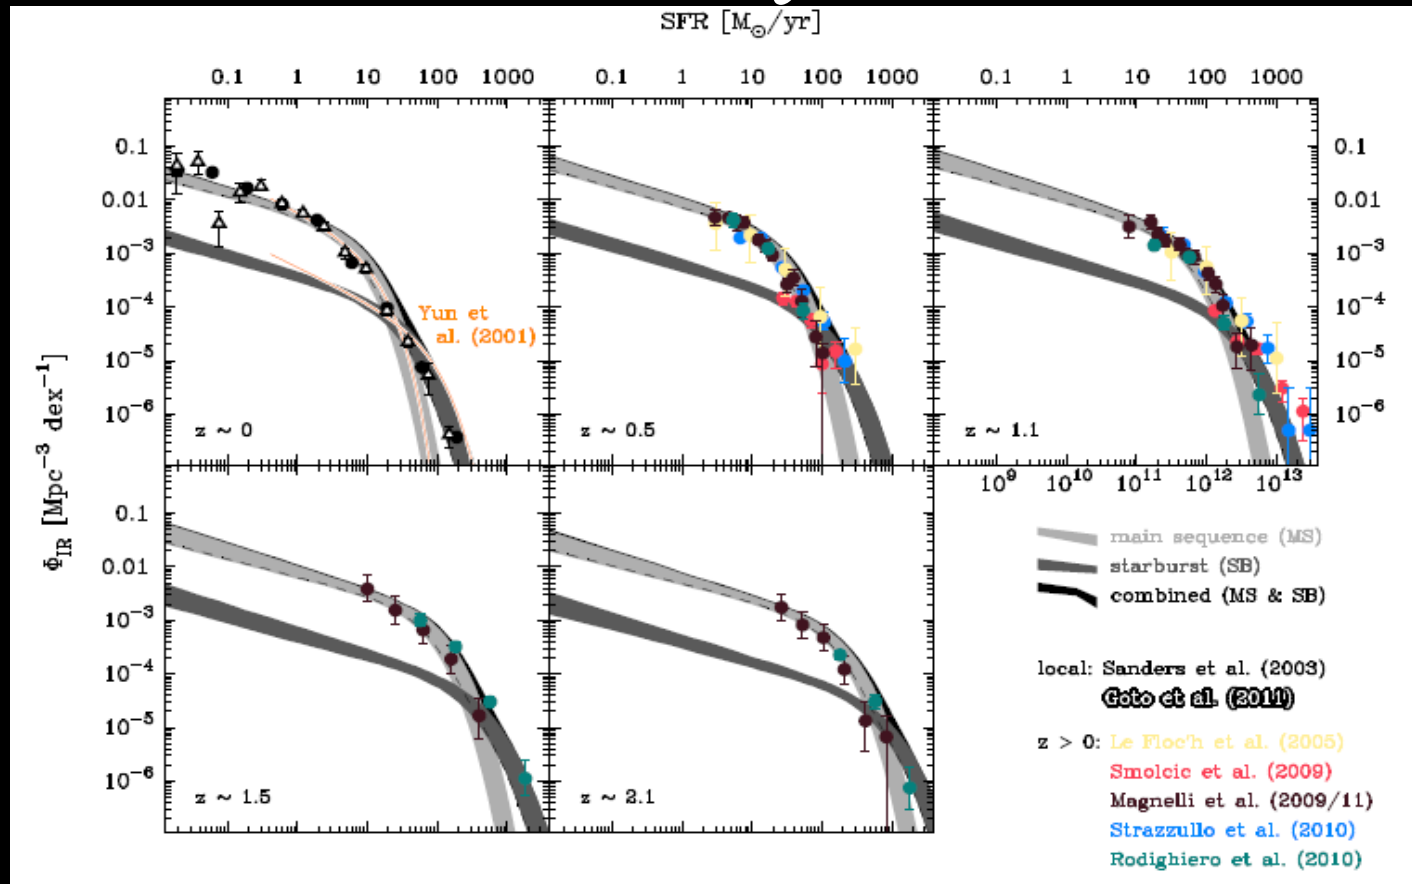 SFR [M⊙/yr]
0.1 1 10 100 1000 0.1 1 10 100 1000 0.1 1 10 100 1000
0.1 0.1
0.01 0.01
10⁻³ 10⁻³
10⁻⁴ 10⁻⁴
Yun et
al. (2001)
10⁻⁵ 10⁻⁵
10⁻⁶ 10⁻⁶
z ~ 0 z ~ 0.5 z ~ 1.1
Φ_IR [Mpc⁻³ dex⁻¹]
10⁹ 10¹⁰ 10¹¹ 10¹² 10¹³
0.1
0.01
10⁻³
10⁻⁴
10⁻⁵
10⁻⁶
z ~ 1.5 z ~ 2.1
main sequence (MS)
starburst (SB)
combined (MS & SB)
local: Sanders et al. (2003)
Goto et al. (2011)
z > 0: Le Floc'h et al. (2005)
Smolcic et al. (2009)
Magnelli et al. (2009/11)
Strazzullo et al. (2010)
Rodighiero et al. (2010)